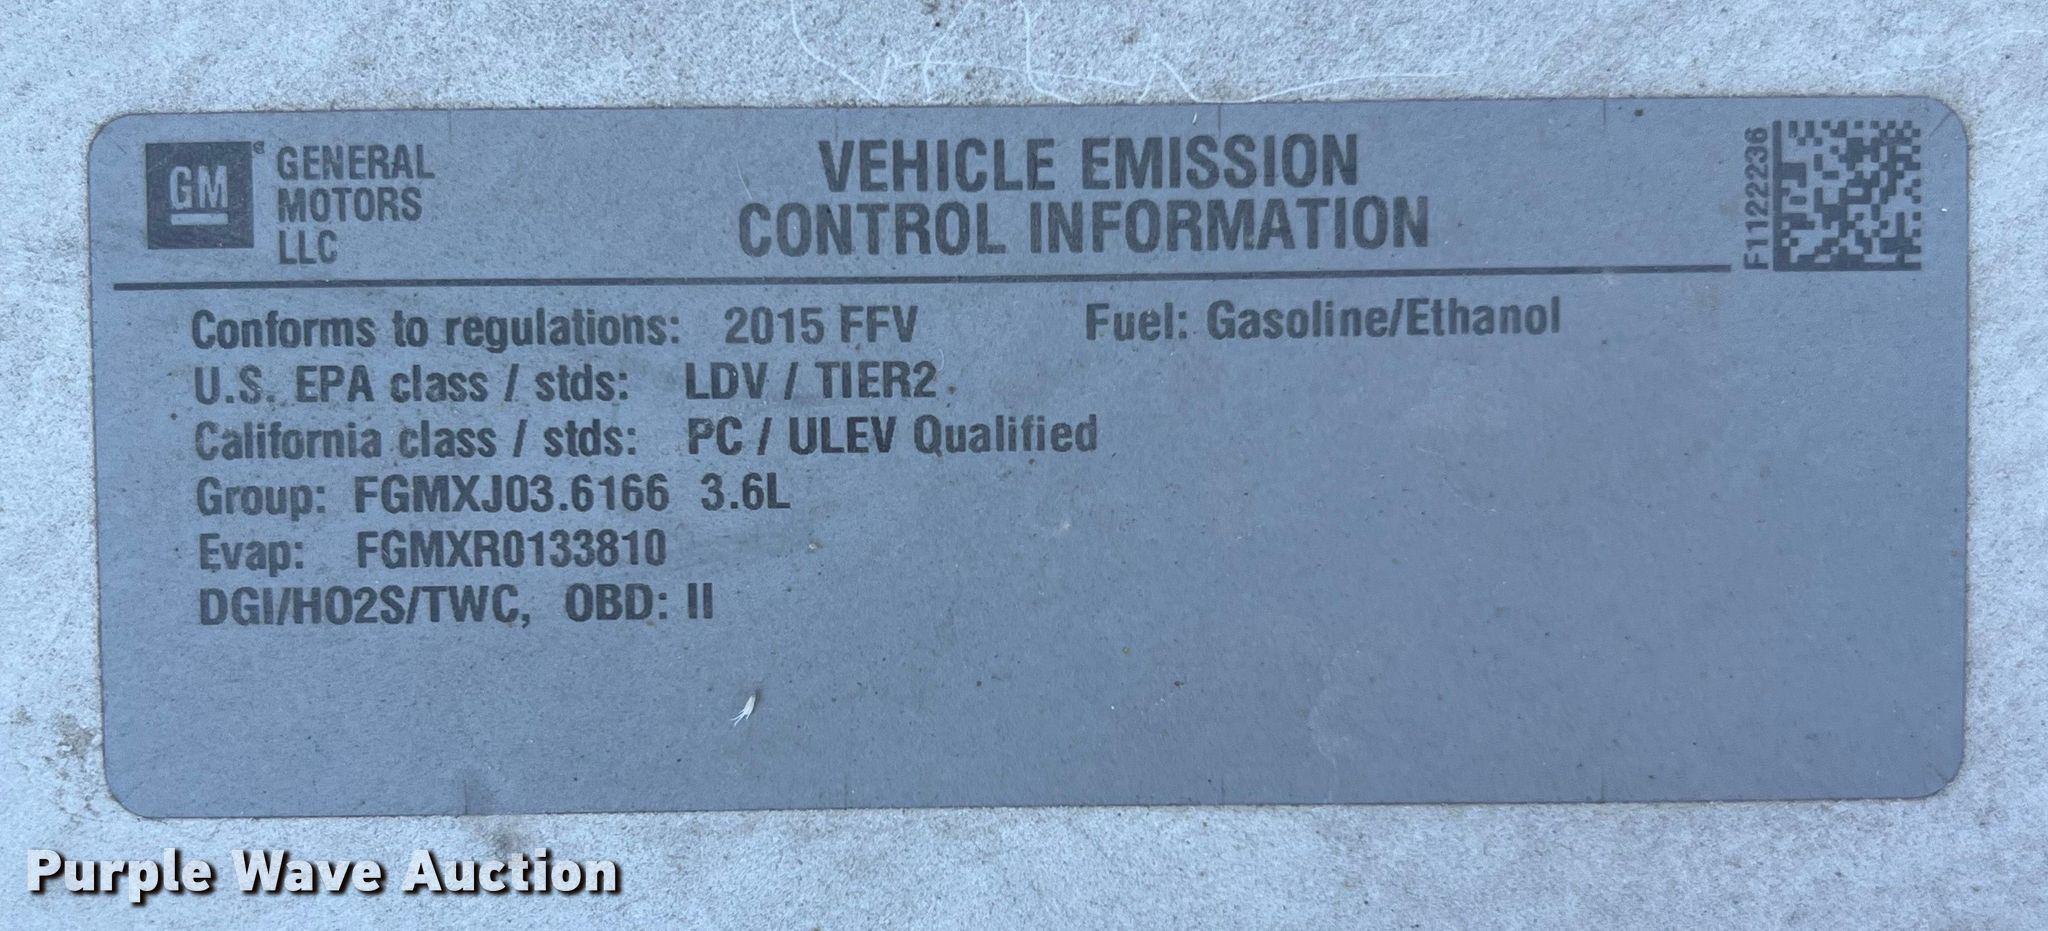 GM
GENERAL
MOTORS
LLC
VEHICLE EMISSION
CONTROL INFORMATION
F1122236
Conforms to regulations: 2015 FFV Fuel: Gasoline/Ethanol
U.S. EPA class / stds: LDV / TIER2
California class / stds: PC / ULEV Qualified
Group: FGMXJ03.6166 3.6L
Evap: FGMXR0133810
DGI/HO2S/TWC, OBD: II
Purple Wave Auction